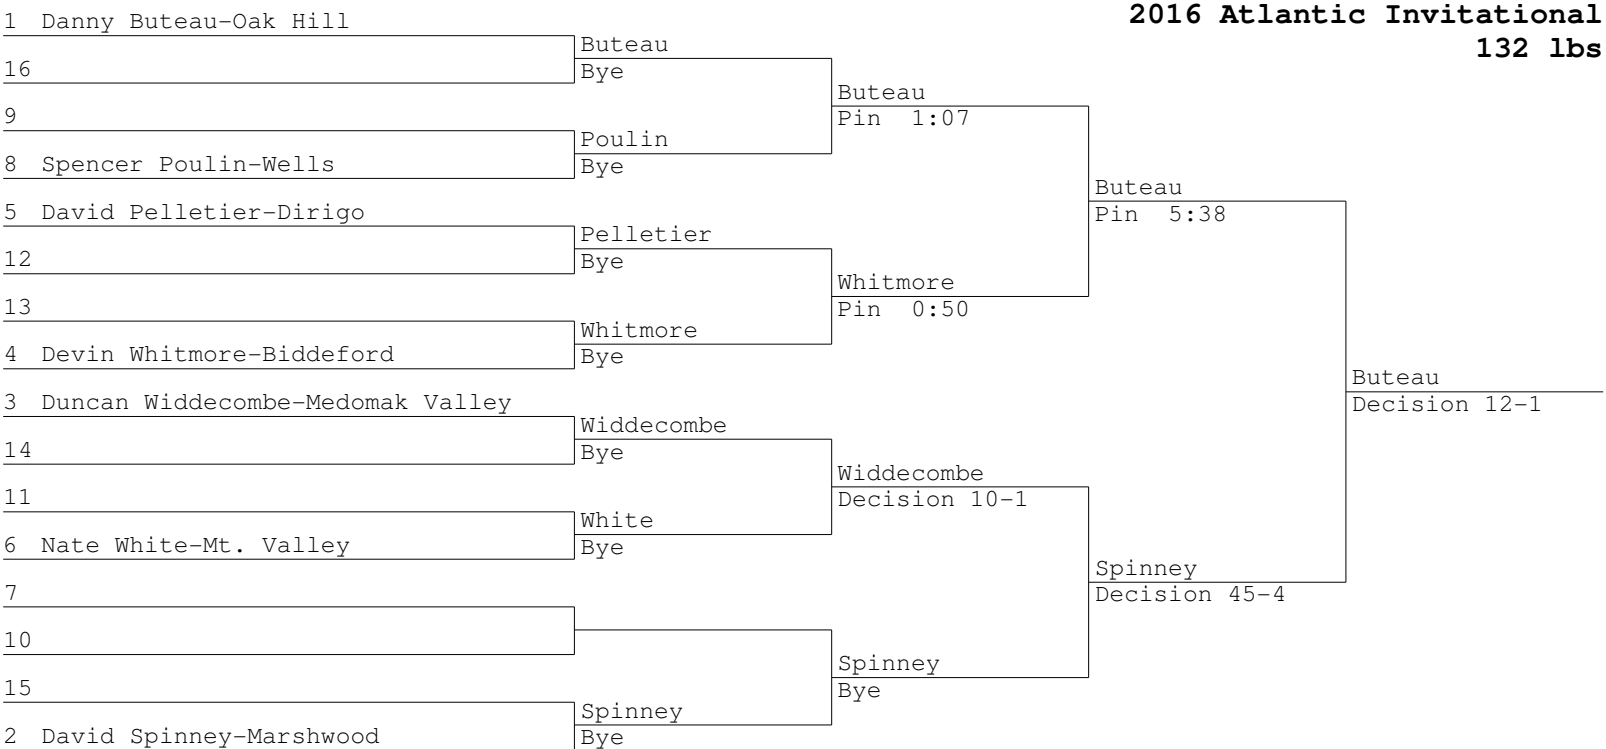 2016 Atlantic Invitational
132 lbs
1 Danny Buteau-Oak Hill
16
9
8 Spencer Poulin-Wells
5 David Pelletier-Dirigo
12
13
4 Devin Whitmore-Biddeford
3 Duncan Widdecombe-Medomak Valley
14
11
6 Nate White-Mt. Valley
7
10
15
2 David Spinney-Marshwood
Buteau
Bye
Poulin
Bye
Pelletier
Bye
Whitmore
Bye
Widdecombe
Bye
White
Bye
Spinney
Bye
Buteau
Pin 1:07
Whitmore
Pin 0:50
Widdecombe
Decision 10-1
Spinney
Bye
Buteau
Pin 5:38
Spinney
Decision 45-4
Buteau
Decision 12-1